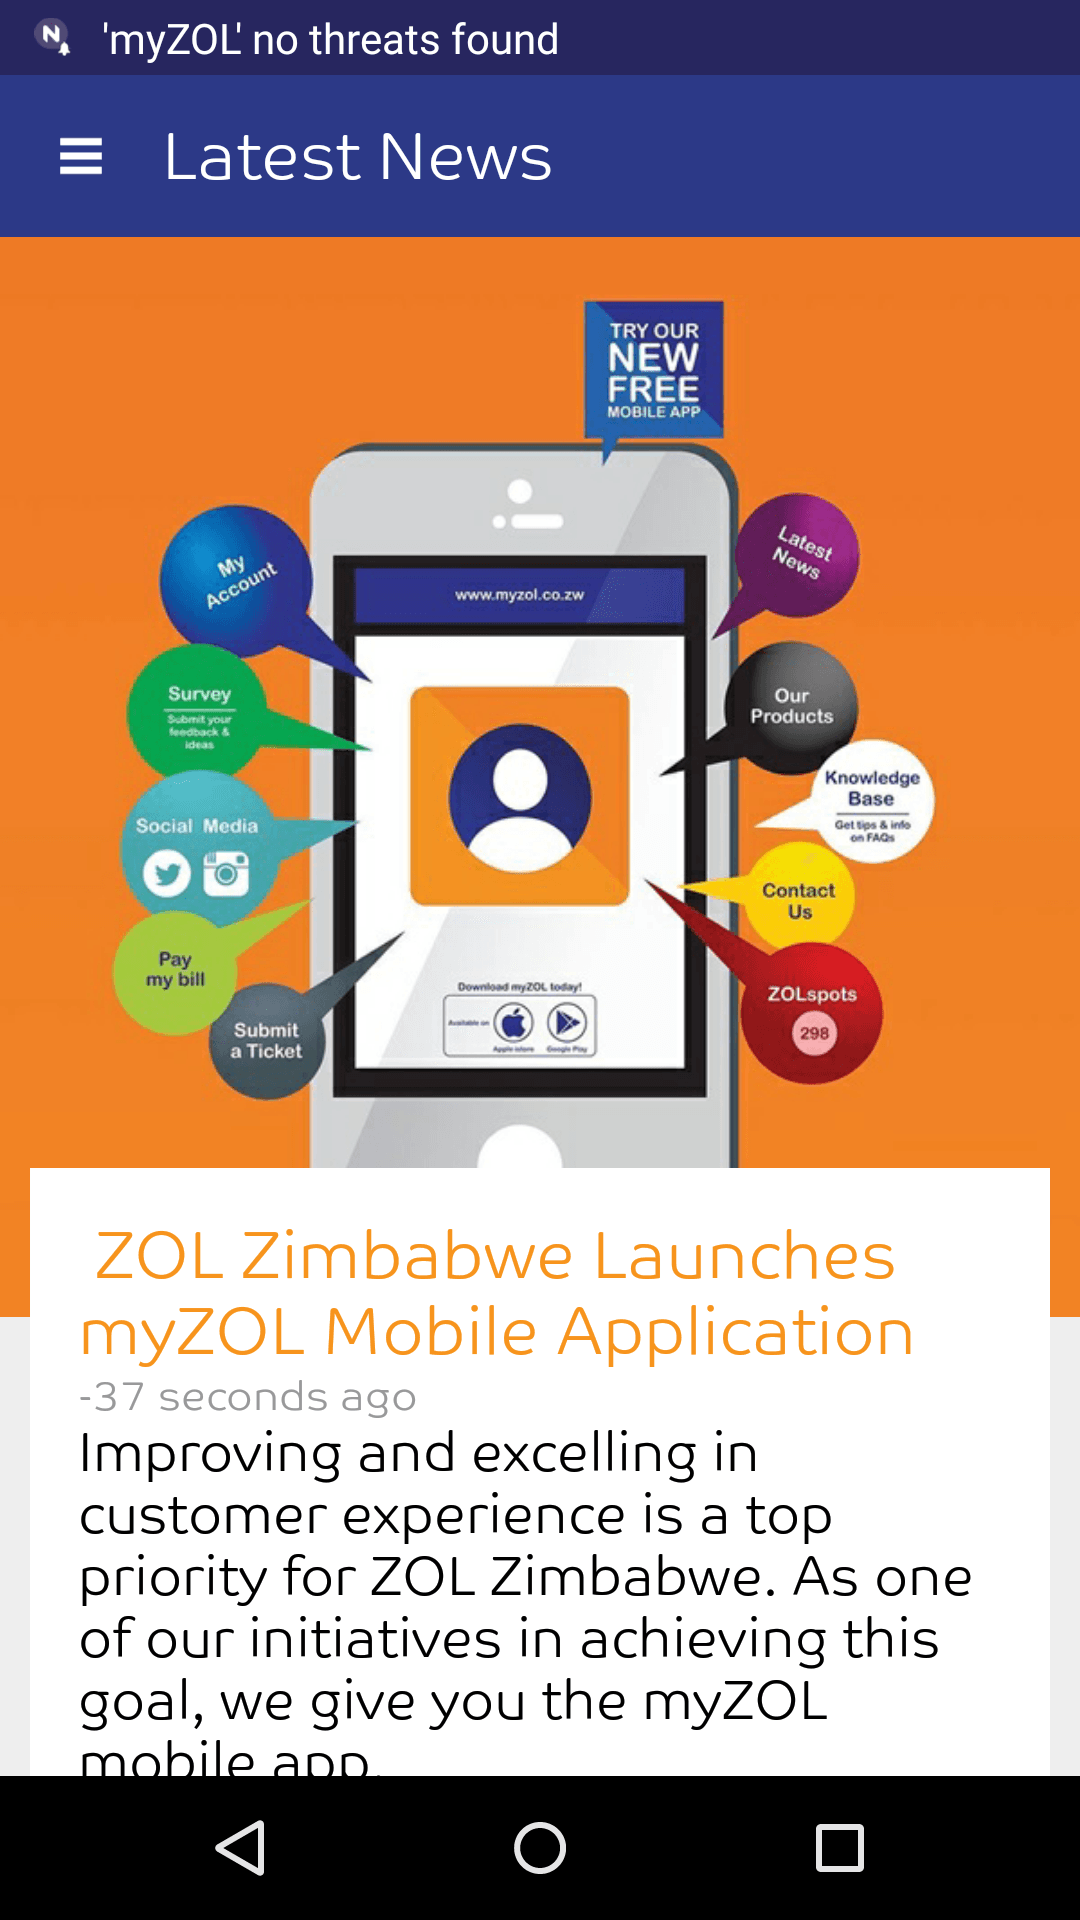 'myZOL' no threats found
Latest News
TRY OUR
NEW
FREE
MOBILE APP
My
Account
Latest
News
www.myzol.co.zw
Survey
Submit your
feedback &
ideas
Our
Products
Social Media
Knowledge
Base
Get tips & info
on FAQs
Contact
Us
Pay
my bill
Submit
a Ticket
ZOLspots
298
Download myZOL today!
Available on
Apple store
Google Play
ZOL Zimbabwe Launches
myZOL Mobile Application
-37 seconds ago
Improving and excelling in
customer experience is a top
priority for ZOL Zimbabwe. As one
of our initiatives in achieving this
goal, we give you the myZOL
mobile app.